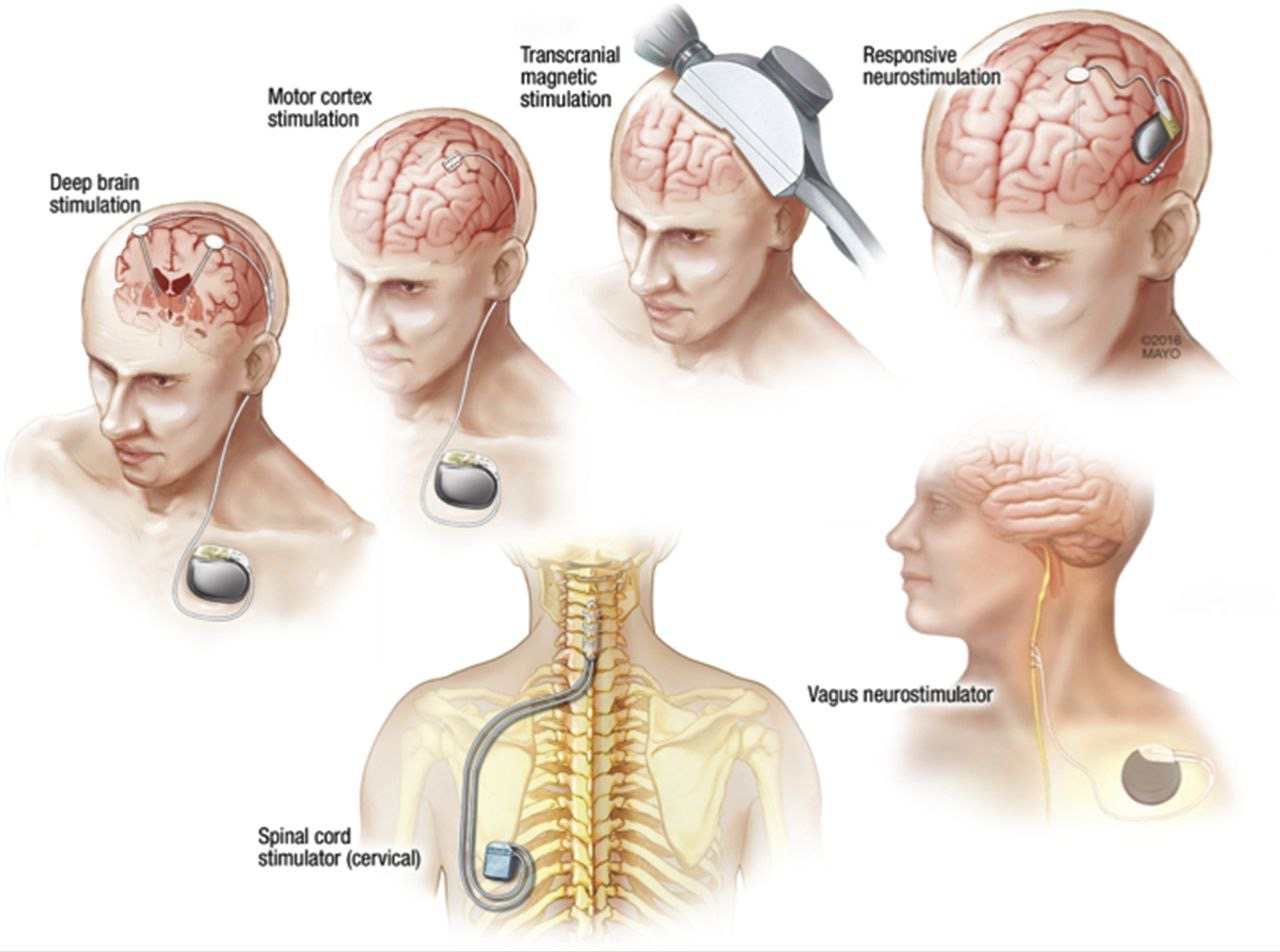 Deep brain
stimulation
Motor cortex
stimulation
Transcranial
magnetic
stimulation
Responsive
neurostimulation
©2016
MAYO
Spinal cord
stimulator (cervical)
Vagus neurostimulator